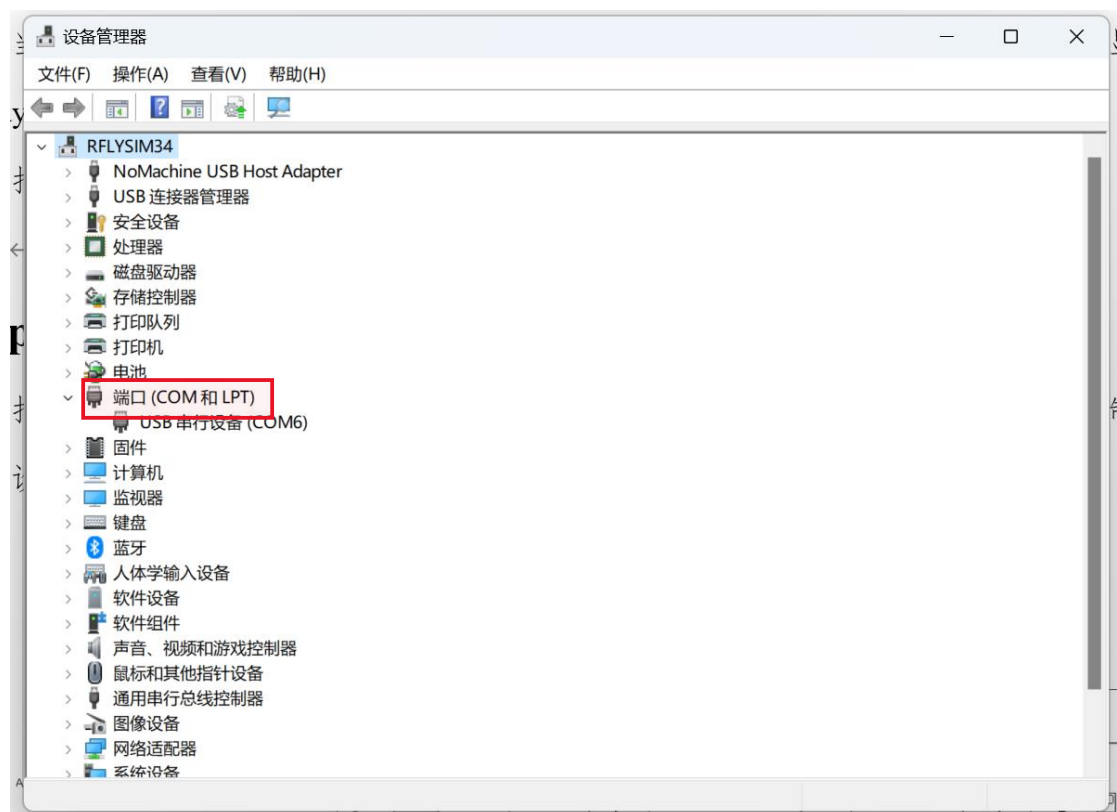 设备管理器
文件(F) 操作(A) 查看(V) 帮助(H)
RFLYSIM34
NoMachine USB Host Adapter
USB 连接器管理器
安全设备
处理器
磁盘驱动器
存储控制器
打印队列
打印机
电池
端口 (COM 和 LPT)
USB 串行设备 (COM6)
固件
计算机
监视器
键盘
蓝牙
人体学输入设备
软件设备
软件组件
声音、视频和游戏控制器
鼠标和其他指针设备
通用串行总线控制器
图像设备
网络适配器
系统设备